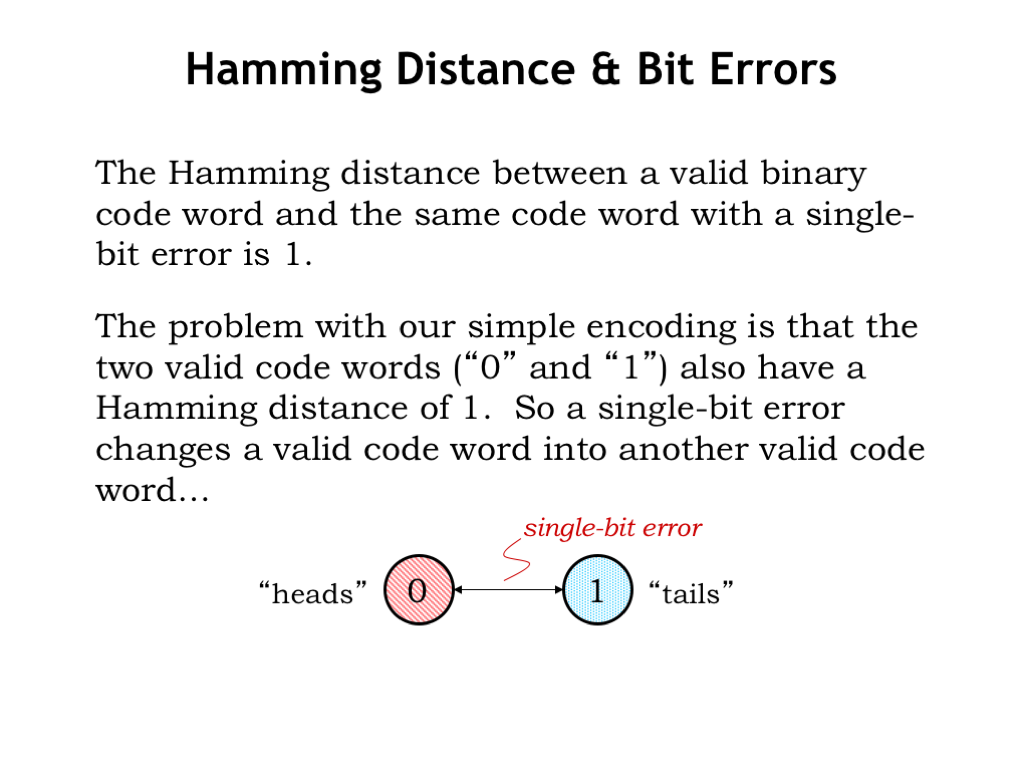 Hamming Distance & Bit Errors
The Hamming distance between a valid binary
code word and the same code word with a single-
bit error is 1.
The problem with our simple encoding is that the
two valid code words (“0” and “1”) also have a
Hamming distance of 1.  So a single-bit error
changes a valid code word into another valid code
word…
single-bit error
“heads” 0 1 “tails”